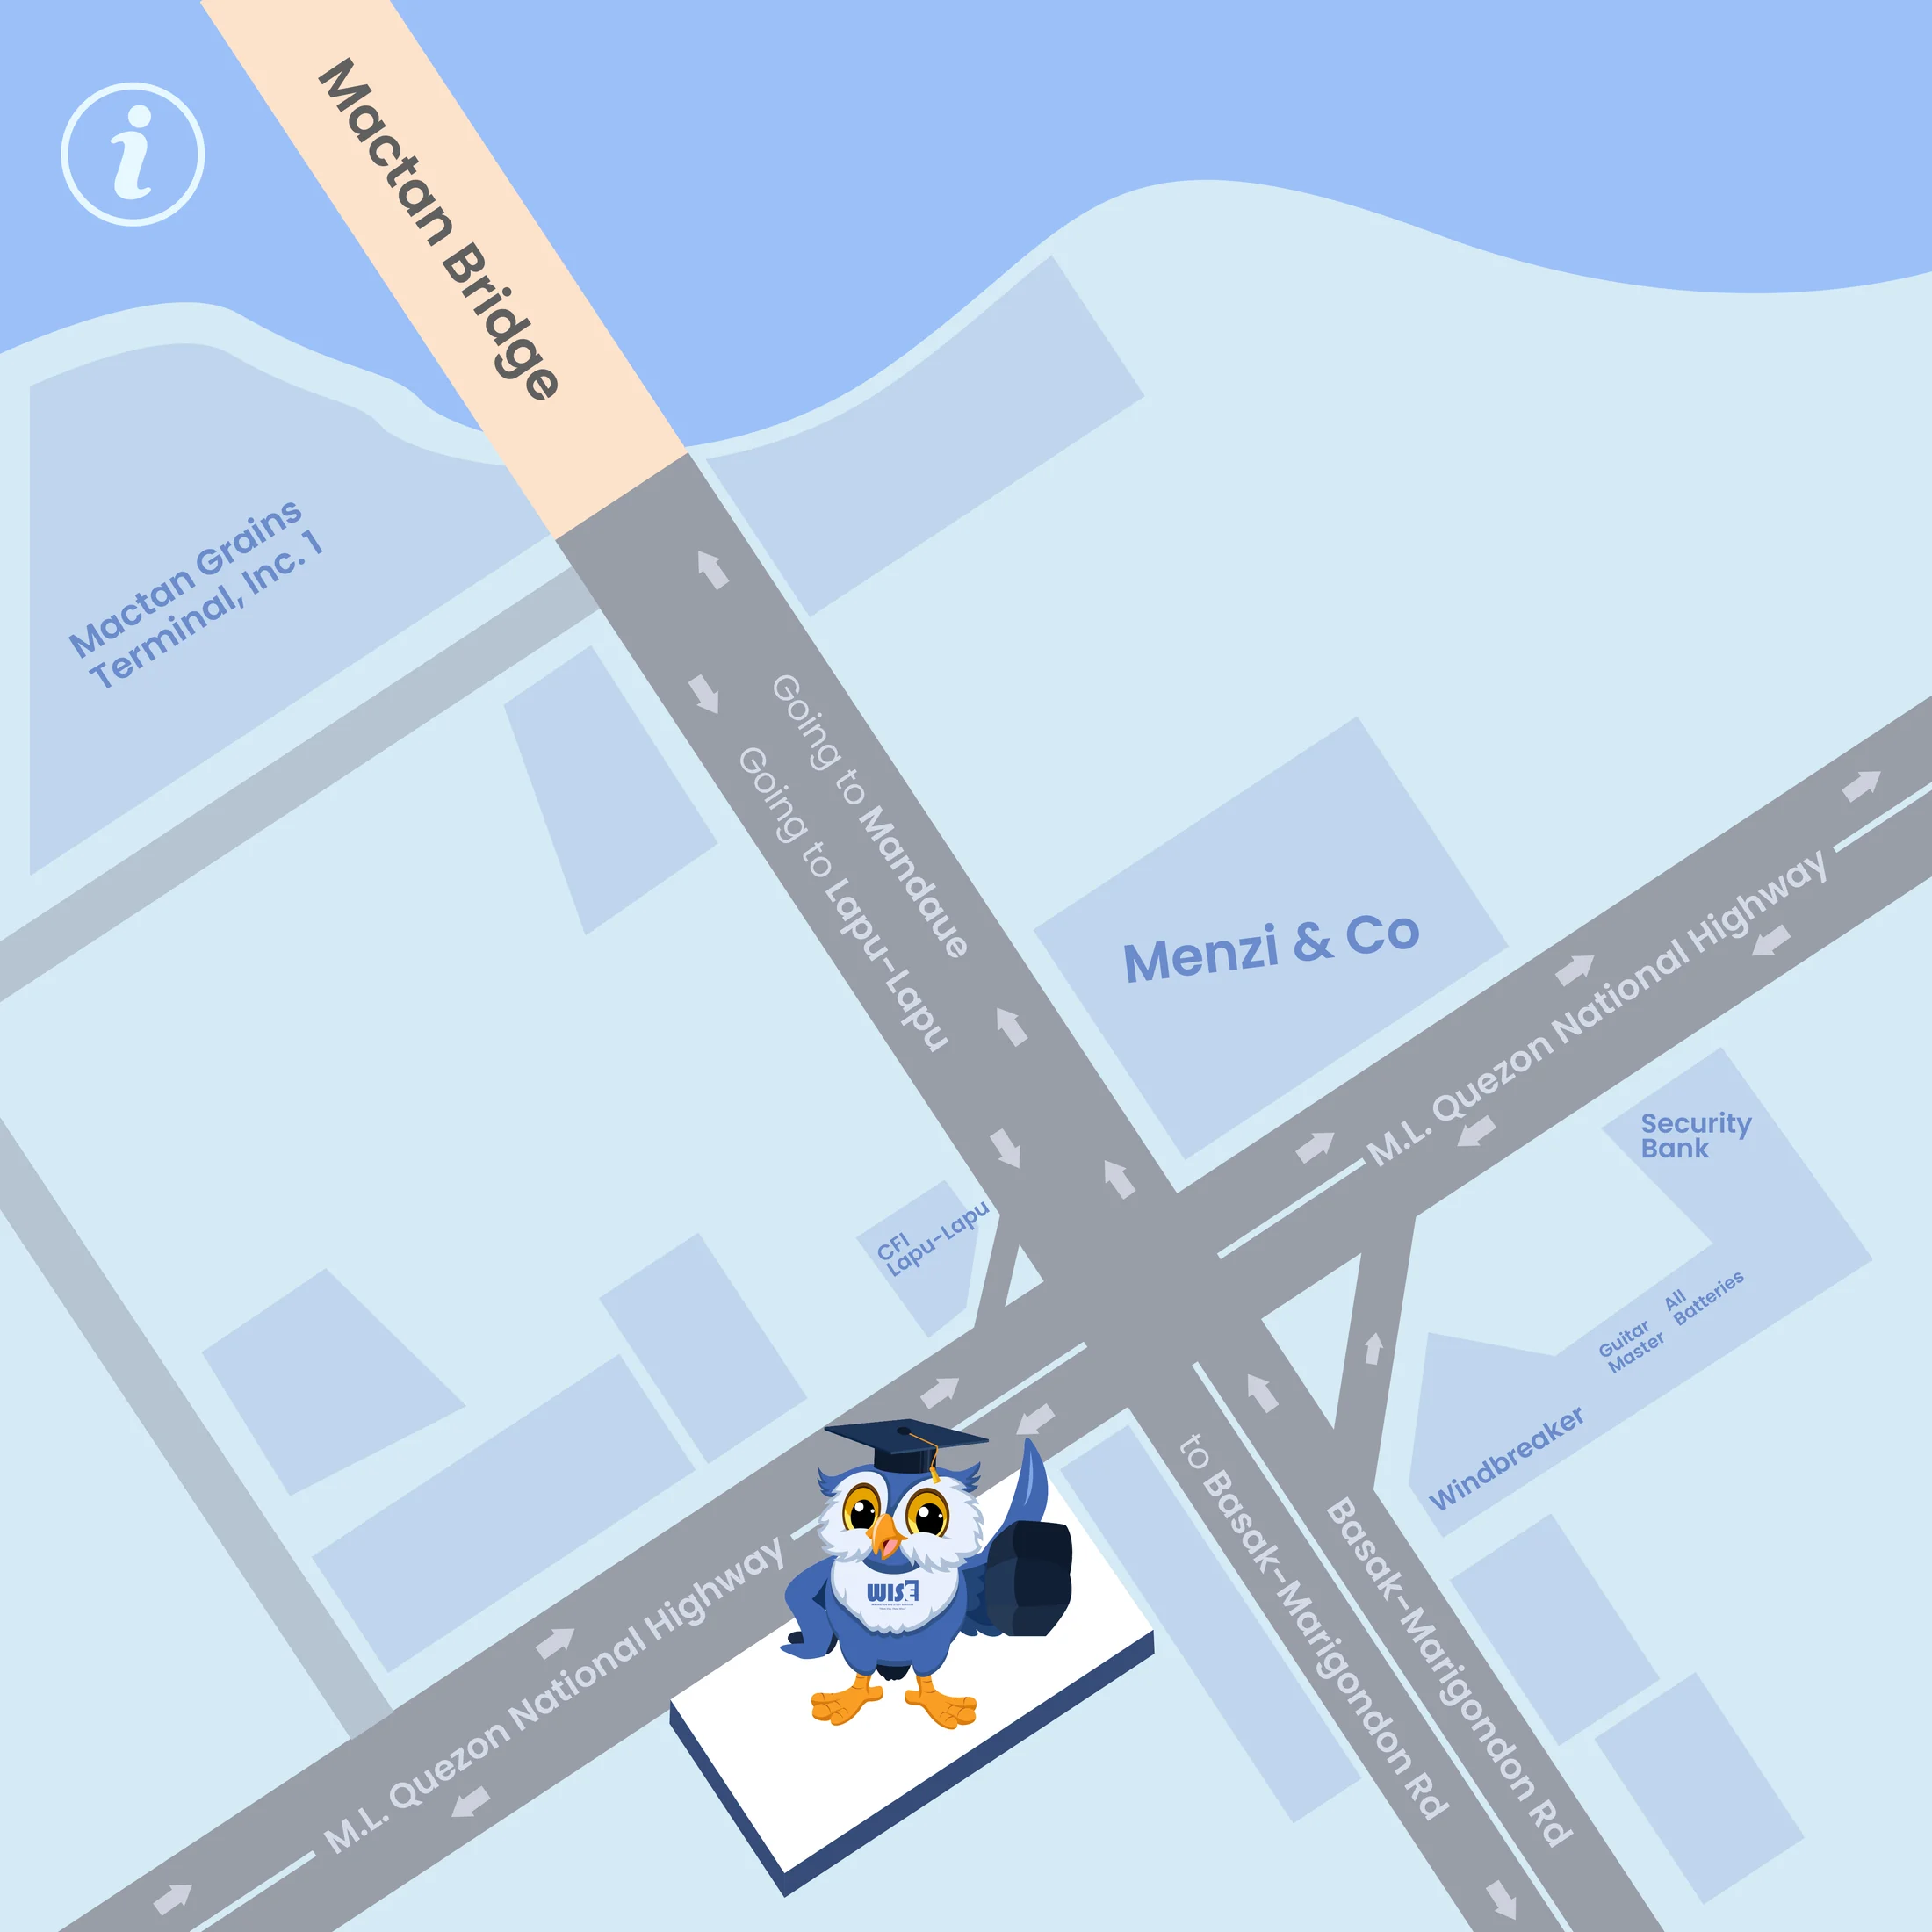 i
Mactan Bridge
Mactan Grains
Terminal, Inc. 1
Going to Mandaue
Going to Lapu-Lapu
Menzi & Co
M.L. Quezon National Highway
Security
Bank
CFI
Lapu-Lapu
All
Batteries
Guitar
Master
Windbreaker
WISE
M.L. Quezon National Highway
to Basak-Marigondon Rd
Basak-Marigondon Rd